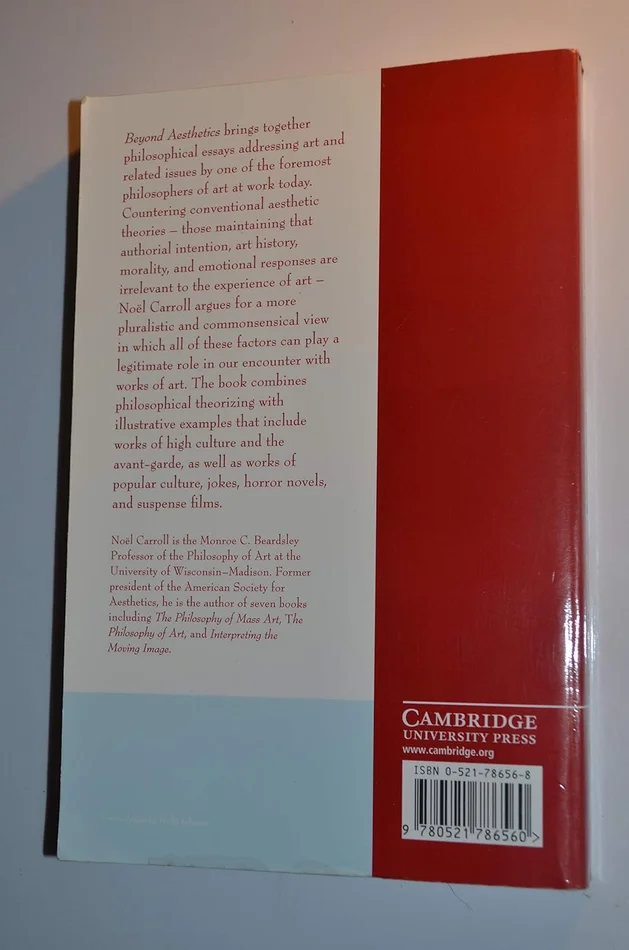 Beyond Aesthetics brings together
philosophical essays addressing art and
related issues by one of the foremost
philosophers of art at work today.
Countering conventional aesthetic
theories – those maintaining that
authorial intention, art history,
morality, and emotional responses are
irrelevant to the experience of art –
Noël Carroll argues for a more
pluralistic and commonsensical view
in which all of these factors can play a
legitimate role in our encounter with
works of art. The book combines
philosophical theorizing with
illustrative examples that include
works of high culture and the
avant-garde, as well as works of
popular culture, jokes, horror novels,
and suspense films.
Noël Carroll is the Monroe C. Beardsley
Professor of the Philosophy of Art at the
University of Wisconsin–Madison. Former
president of the American Society for
Aesthetics, he is the author of seven books
including The Philosophy of Mass Art, The
Philosophy of Art, and Interpreting the
Moving Image.
CAMBRIDGE
UNIVERSITY PRESS
www.cambridge.org
ISBN 0-521-78656-8
9 780521 786560 >